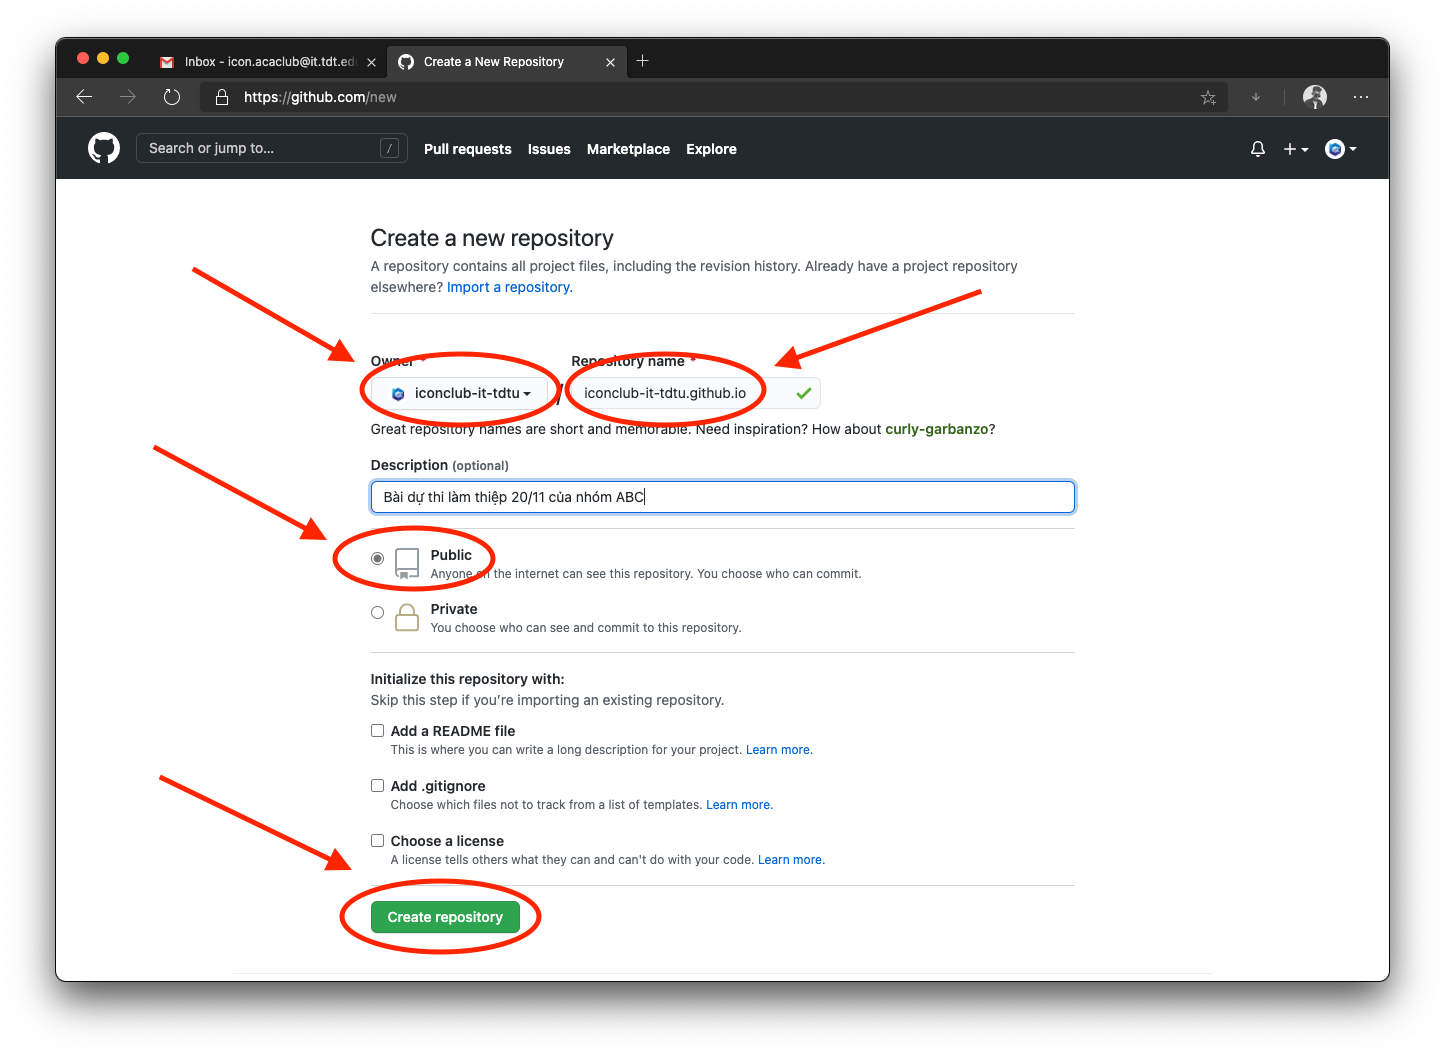 Inbox - icon.acaclub@it.tdt.ed
Create a New Repository
https://github.com/new
Search or jump to... /
Pull requests Issues Marketplace Explore
Create a new repository
A repository contains all project files, including the revision history. Already have a project repository
elsewhere? Import a repository.
Owner * Repository name *
iconclub-it-tdtu / iconclub-it-tdtu.github.io
Great repository names are short and memorable. Need inspiration? How about curly-garbanzo?
Description (optional)
Bài dự thi làm thiệp 20/11 của nhóm ABC
Public
Anyone on the internet can see this repository. You choose who can commit.
Private
You choose who can see and commit to this repository.
Initialize this repository with:
Skip this step if you’re importing an existing repository.
Add a README file
This is where you can write a long description for your project. Learn more.
Add .gitignore
Choose which files not to track from a list of templates. Learn more.
Choose a license
A license tells others what they can and can't do with your code. Learn more.
Create repository